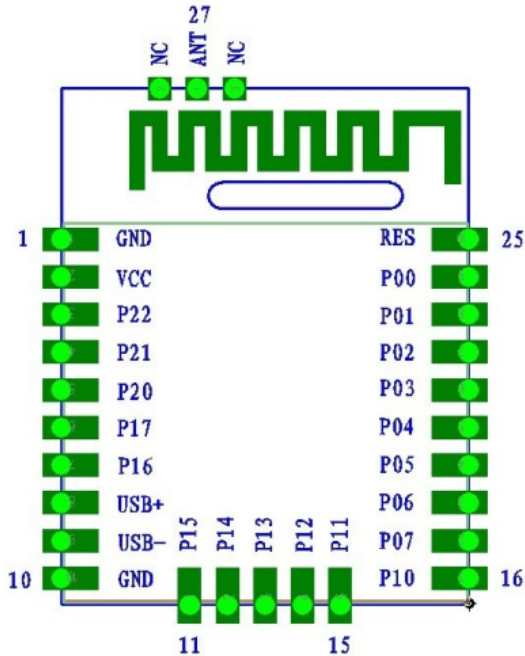 27
NC ANT NC
1 GND RES 25
VCC P00
P22 P01
P21 P02
P20 P03
P17 P04
P16 P05
USB+ P06
USB- P07
P15 P14 P13 P12 P11
10 GND P10 16
11 15